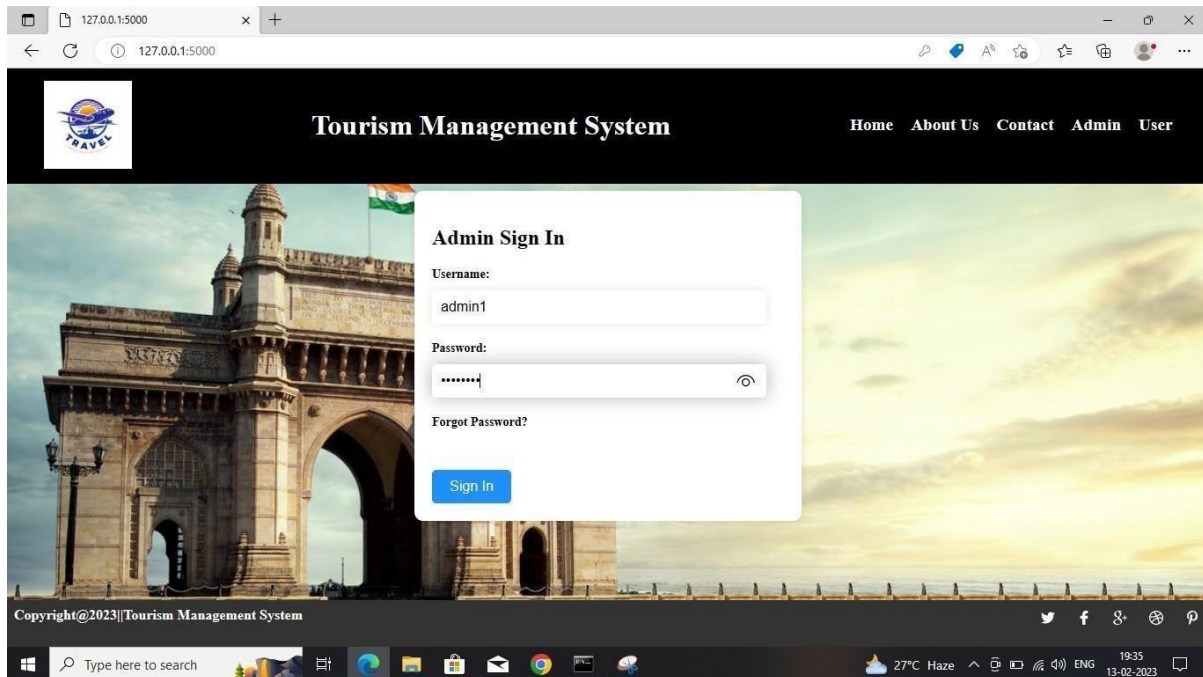 127.0.0.1:5000
127.0.0.1:5000
TRAVEL
Tourism Management System
Home About Us Contact Admin User
Admin Sign In
Username:
admin1
Password:
••••••••
Forgot Password?
Sign In
Copyright@2023||Tourism Management System
Type here to search
27°C Haze
ENG
19:35
13-02-2023